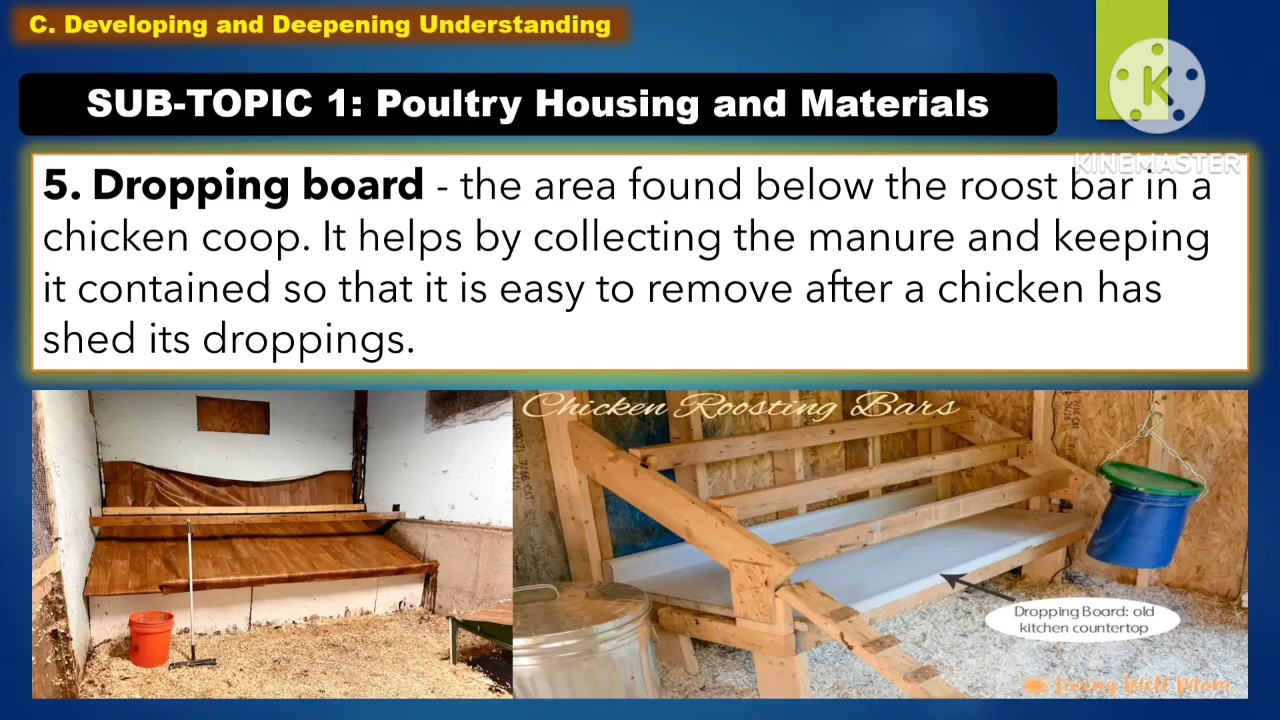 C. Developing and Deepening Understanding
SUB-TOPIC 1: Poultry Housing and Materials
K
KINEMASTER
5. Dropping board - the area found below the roost bar in a
chicken coop. It helps by collecting the manure and keeping
it contained so that it is easy to remove after a chicken has
shed its droppings.
Chicken Roosting Bars
Dropping Board: old
kitchen countertop
Living Well Mom